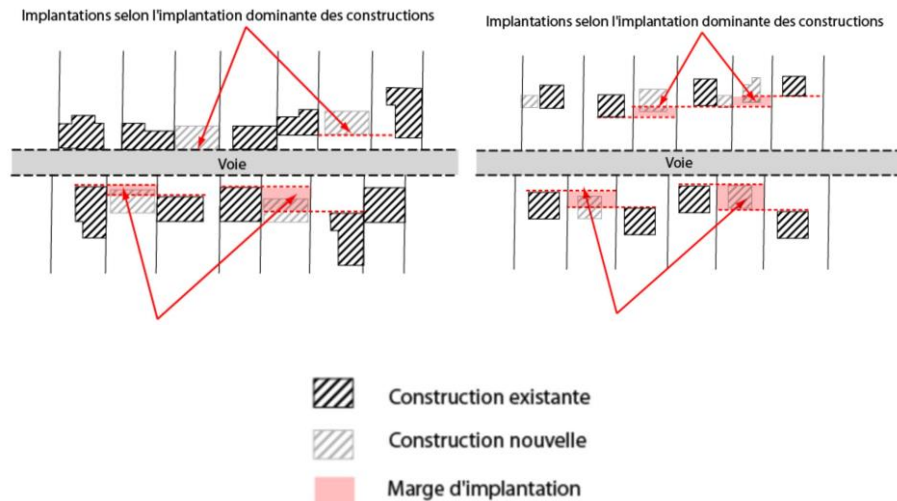 Implantations selon l'implantation dominante des constructions
Implantations selon l'implantation dominante des constructions
Voie
Voie
Construction existante
Construction nouvelle
Marge d'implantation